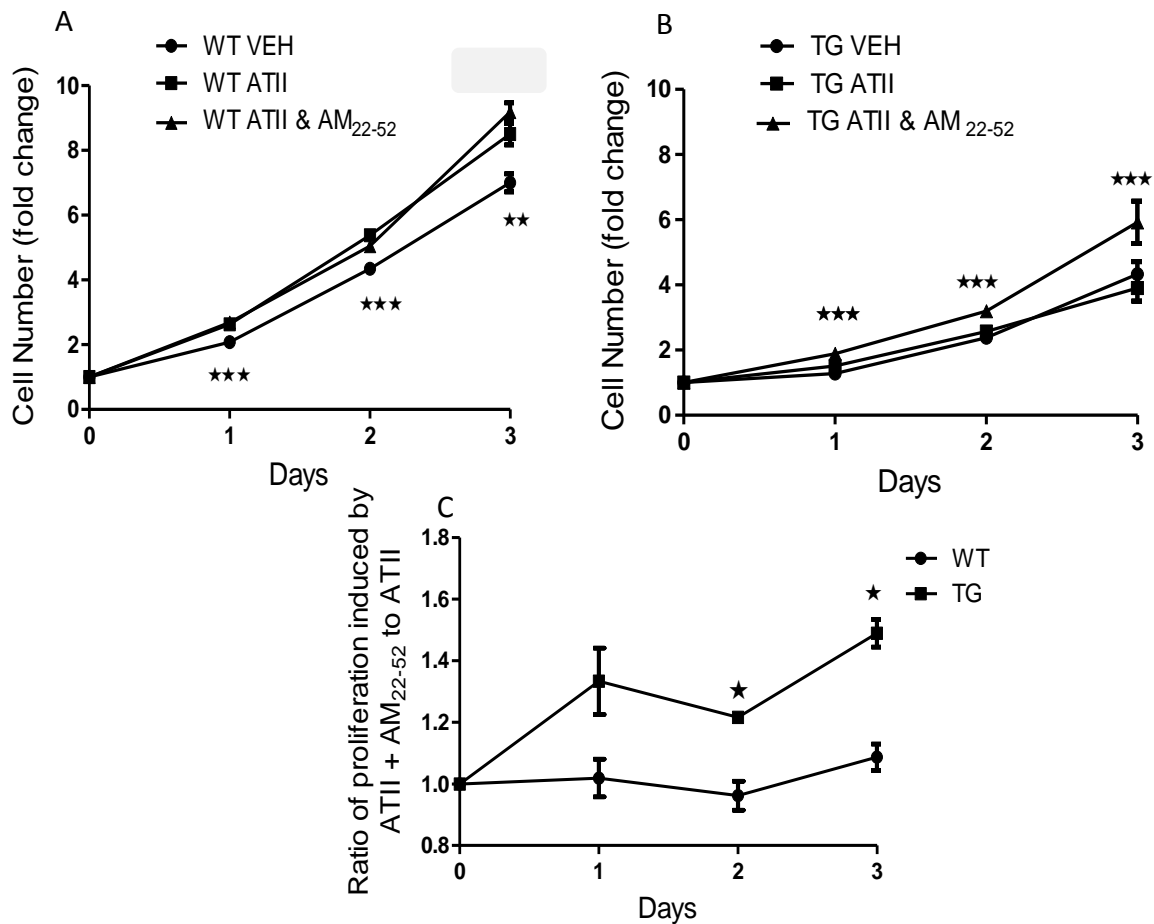 A
WT VEH
WT ATII
WT ATII & AM22-52
Cell Number (fold change)
10
8
6
4
2
0
★★★
★★★
★★
0 1 2 3
Days
B
TG VEH
TG ATII
TG ATII & AM 22-52
Cell Number (fold change)
10
8
6
4
2
0
★★★
★★★
★★★
0 1 2 3
Days
C
WT
TG
Ratio of proliferation induced by
ATII + AM22-52 to ATII
1.8
1.6
1.4
1.2
1.0
0.8
★
★
0 1 2 3
Days